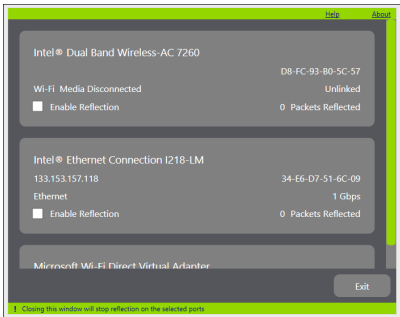 Help About
Intel® Dual Band Wireless-AC 7260
D8-FC-93-B0-5C-57
Wi-Fi Media Disconnected Unlinked
Enable Reflection 0 Packets Reflected
Intel® Ethernet Connection I218-LM
133.153.157.118 34-E6-D7-51-6C-09
Ethernet 1 Gbps
Enable Reflection 0 Packets Reflected
Microsoft Wi-Fi Direct Virtual Adapter
Exit
! Closing this window will stop reflection on the selected ports